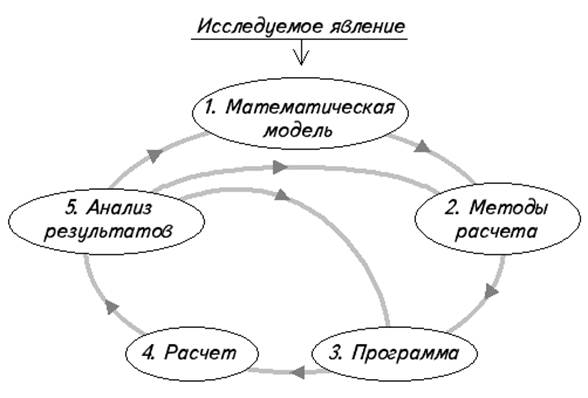 Исследуемое явление
1. Математическая
модель
5. Анализ
результатов
2. Методы
расчета
4. Расчет
3. Программа